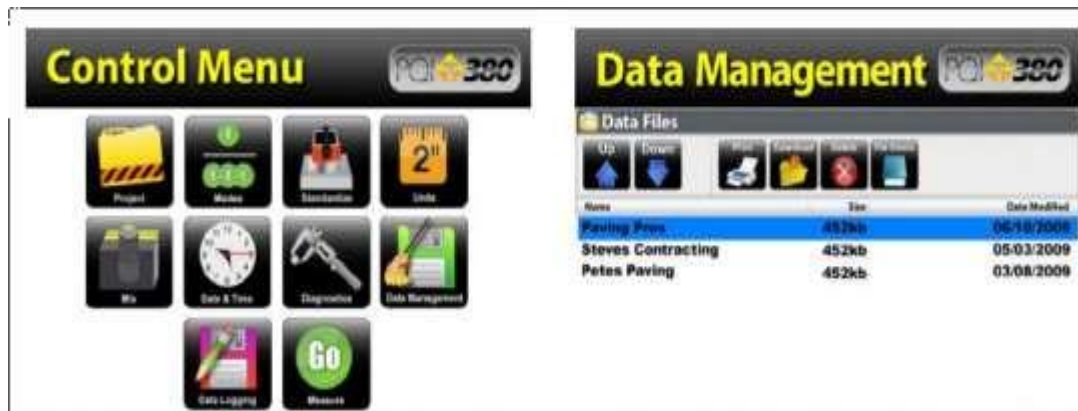 Control Menu
PQI 380
Project
Modes
Standardize
2"
Units
Mix
Date & Time
Diagnostics
Data Management
Data Logging
Go
Measure
Data Management
PQI 380
Data Files
Up
Down
Print
Download
Delete
Name Size Date Modified
Paving Pros 452kb 06/10/2009
Steves Contracting 452kb 05/03/2009
Petes Paving 452kb 03/08/2009